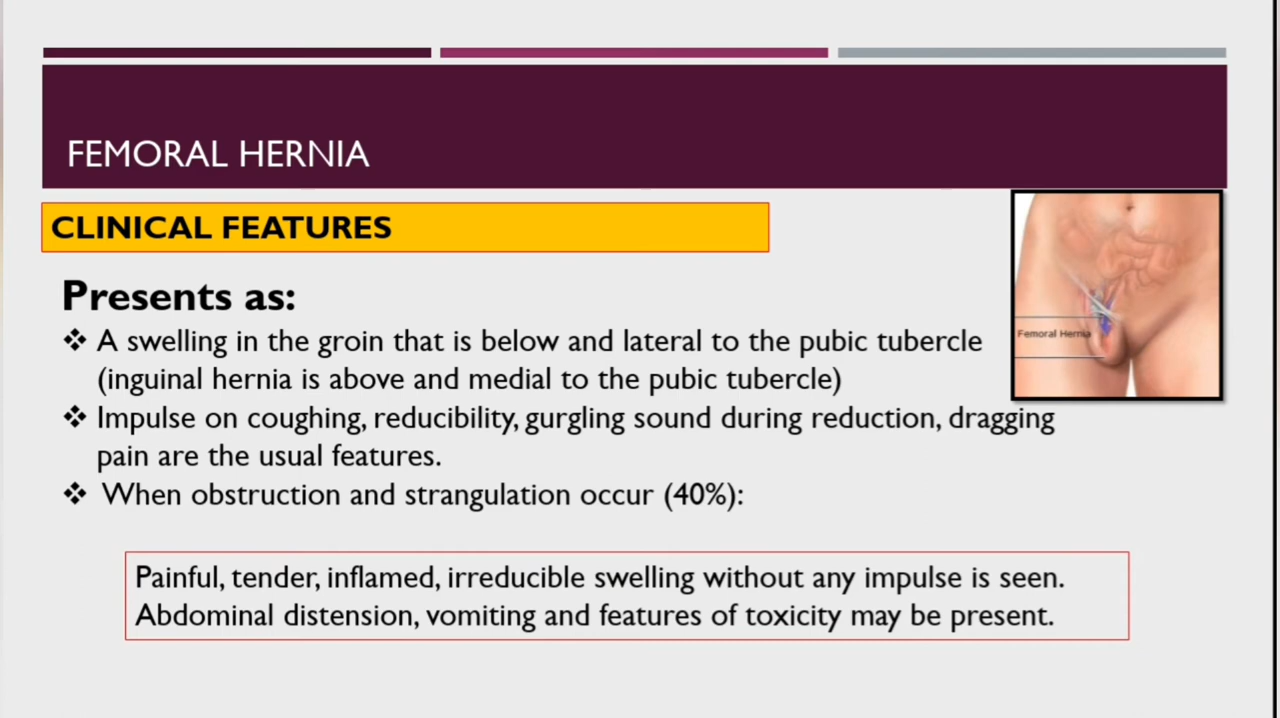 FEMORAL HERNIA
CLINICAL FEATURES
Presents as:
❖ A swelling in the groin that is below and lateral to the pubic tubercle
(inguinal hernia is above and medial to the pubic tubercle)
❖ Impulse on coughing, reducibility, gurgling sound during reduction, dragging
pain are the usual features.
❖ When obstruction and strangulation occur (40%):
Painful, tender, inflamed, irreducible swelling without any impulse is seen.
Abdominal distension, vomiting and features of toxicity may be present.
Femoral Hernia